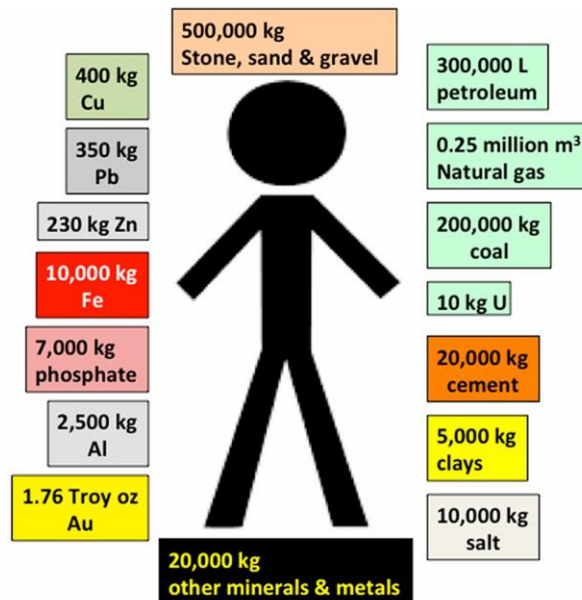 500,000 kg
Stone, sand & gravel
400 kg
Cu
350 kg
Pb
230 kg Zn
10,000 kg
Fe
7,000 kg
phosphate
2,500 kg
Al
1.76 Troy oz
Au
300,000 L
petroleum
0.25 million m³
Natural gas
200,000 kg
coal
10 kg U
20,000 kg
cement
5,000 kg
clays
10,000 kg
salt
20,000 kg
other minerals & metals